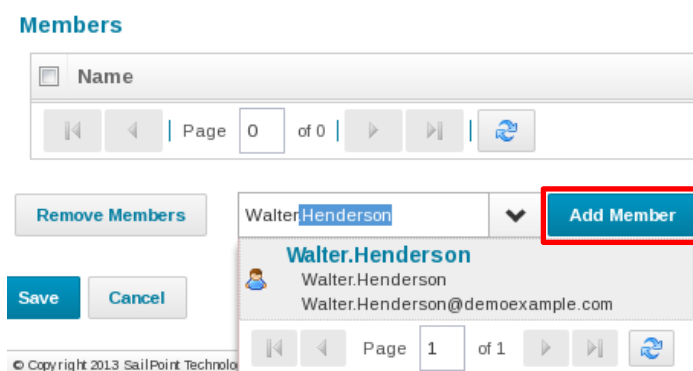 Members
Name
Page 0 of 0
Remove Members Walter.Henderson Add Member
Walter.Henderson
Walter.Henderson
Walter.Henderson@demoexample.com
Save Cancel
Page 1 of 1
© Copyright 2013 SailPoint Technolo